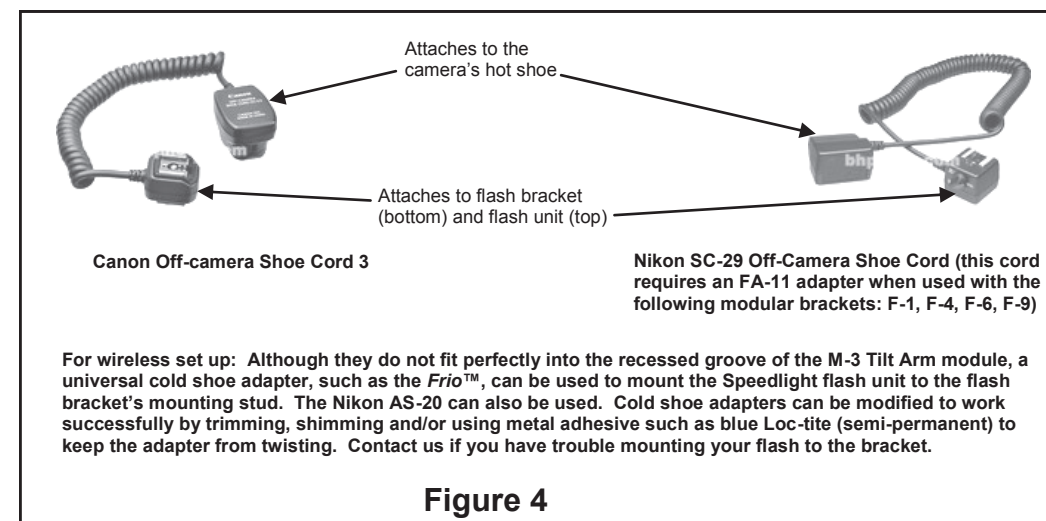 Attaches to the
camera's hot shoe
Attaches to flash bracket
(bottom) and flash unit (top)
Canon Off-camera Shoe Cord 3
Nikon SC-29 Off-Camera Shoe Cord (this cord
requires an FA-11 adapter when used with the
following modular brackets: F-1, F-4, F-6, F-9)
For wireless set up: Although they do not fit perfectly into the recessed groove of the M-3 Tilt Arm module, a
universal cold shoe adapter, such as the Frio™, can be used to mount the Speedlight flash unit to the flash
bracket's mounting stud. The Nikon AS-20 can also be used. Cold shoe adapters can be modified to work
successfully by trimming, shimming and/or using metal adhesive such as blue Loc-tite (semi-permanent) to
keep the adapter from twisting. Contact us if you have trouble mounting your flash to the bracket.
Figure 4